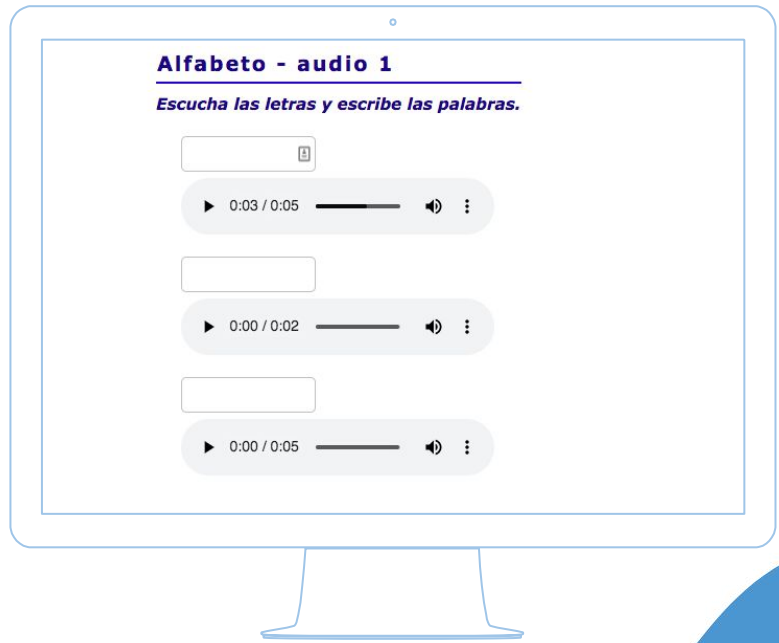 Alfabeto - audio 1
Escucha las letras y escribe las palabras.
0:03 / 0:05
0:00 / 0:02
0:00 / 0:05